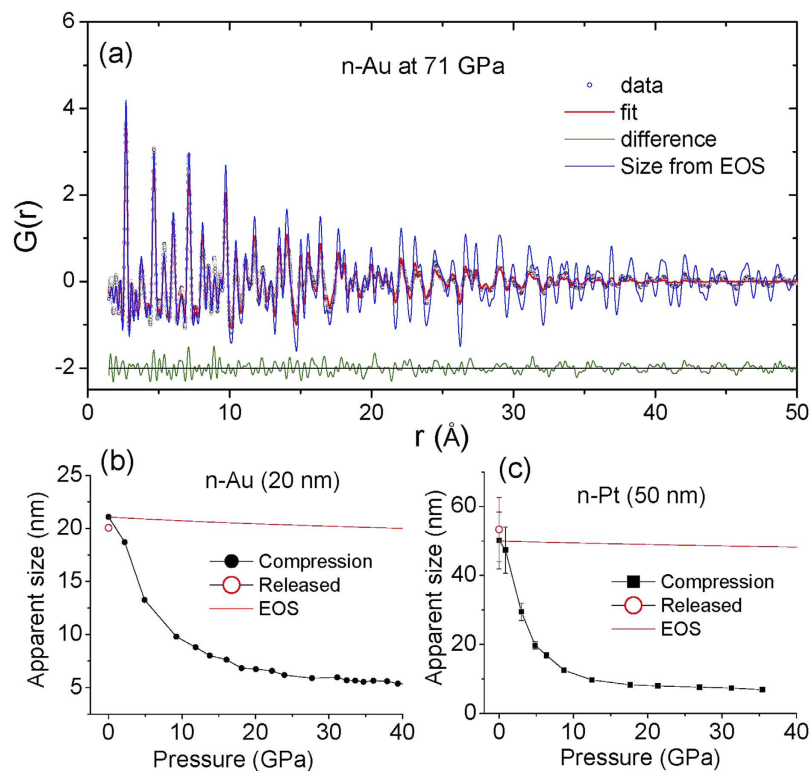 (a)
n-Au at 71 GPa
data
fit
difference
Size from EOS
G(r)
6
4
2
0
-2
0
10
20
30
40
50
r (Å)
(b)
n-Au (20 nm)
Compression
Released
EOS
Apparent size (nm)
25
20
15
10
5
0
10
20
30
40
Pressure (GPa)
(c)
n-Pt (50 nm)
Compression
Released
EOS
Apparent size (nm)
60
40
20
0
0
10
20
30
40
Pressure (GPa)